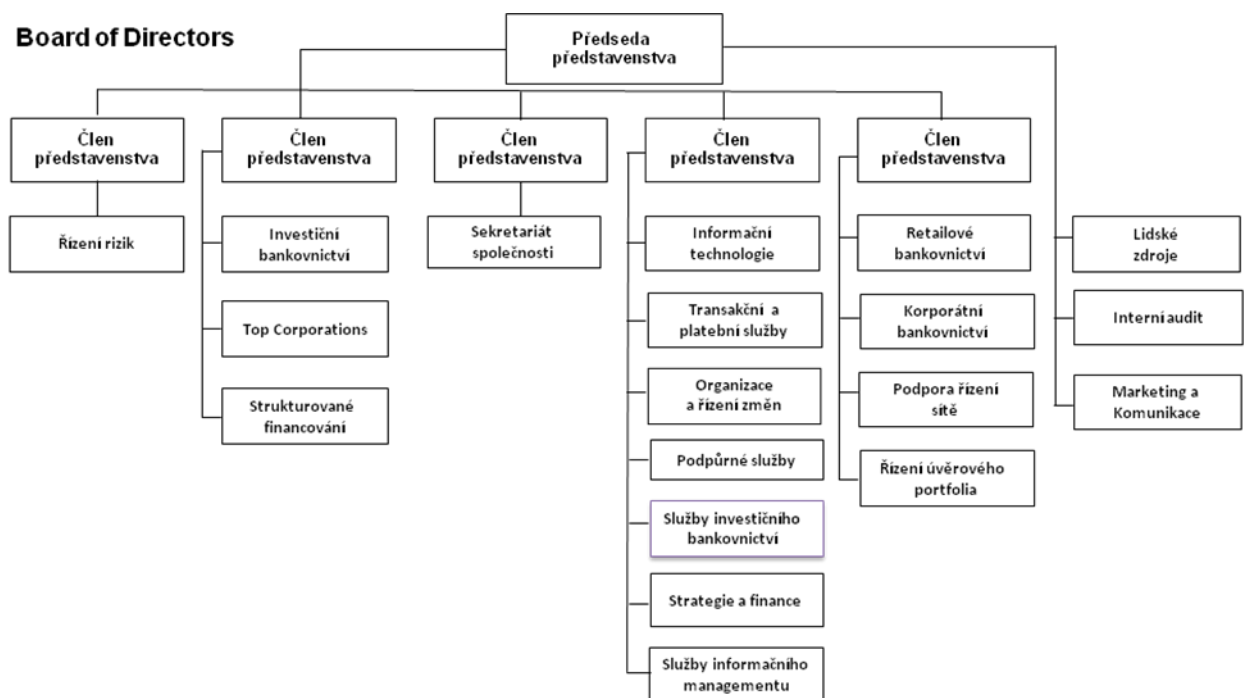 Board of Directors
Předseda
představenstva
Člen
představenstva
Člen
představenstva
Člen
představenstva
Člen
představenstva
Člen
představenstva
Řízení rizik
Investiční
bankovnictví
Top Corporations
Strukturované
financování
Sekretariát
společnosti
Informační
technologie
Transakční a
platební služby
Organizace
a řízení změn
Podpůrné služby
Služby investičního
bankovnictví
Strategie a finance
Služby informačního
managementu
Retailové
bankovnictví
Korporátní
bankovnictví
Podpora řízení
sítě
Řízení úvěrového
portfolia
Lidské
zdroje
Interní audit
Marketing a
Komunikace